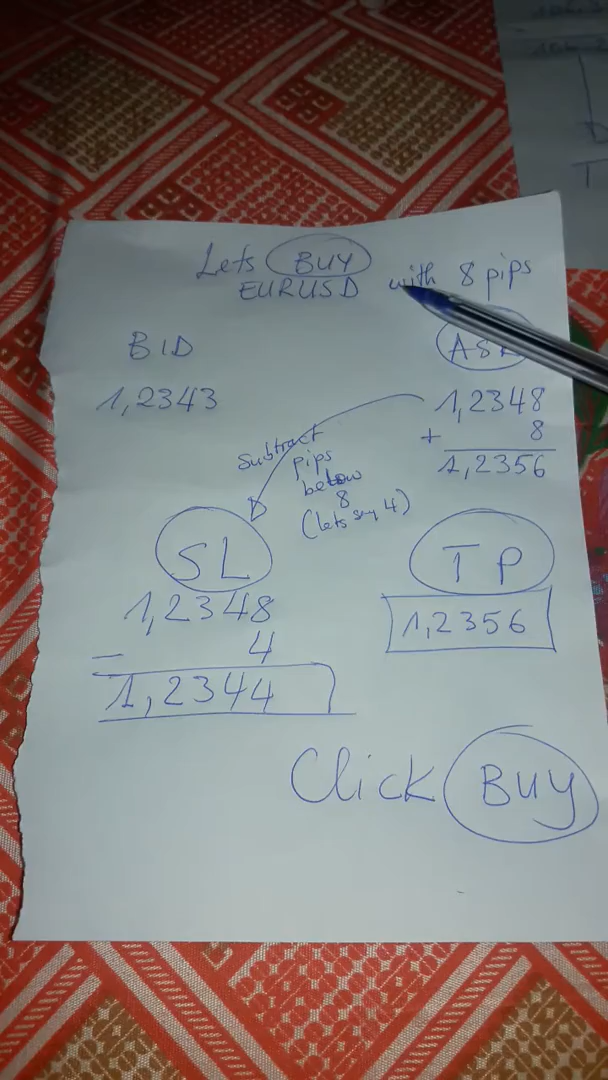 Lets BUY
EURUSD with 8 pips
BID
ASK
1,2343
1,2348
+ 8
1,2356
Subtract
pips
below
8
(lets say 4)
SL
1,2348
- 4
1,2344
TP
1,2356
Click BUY